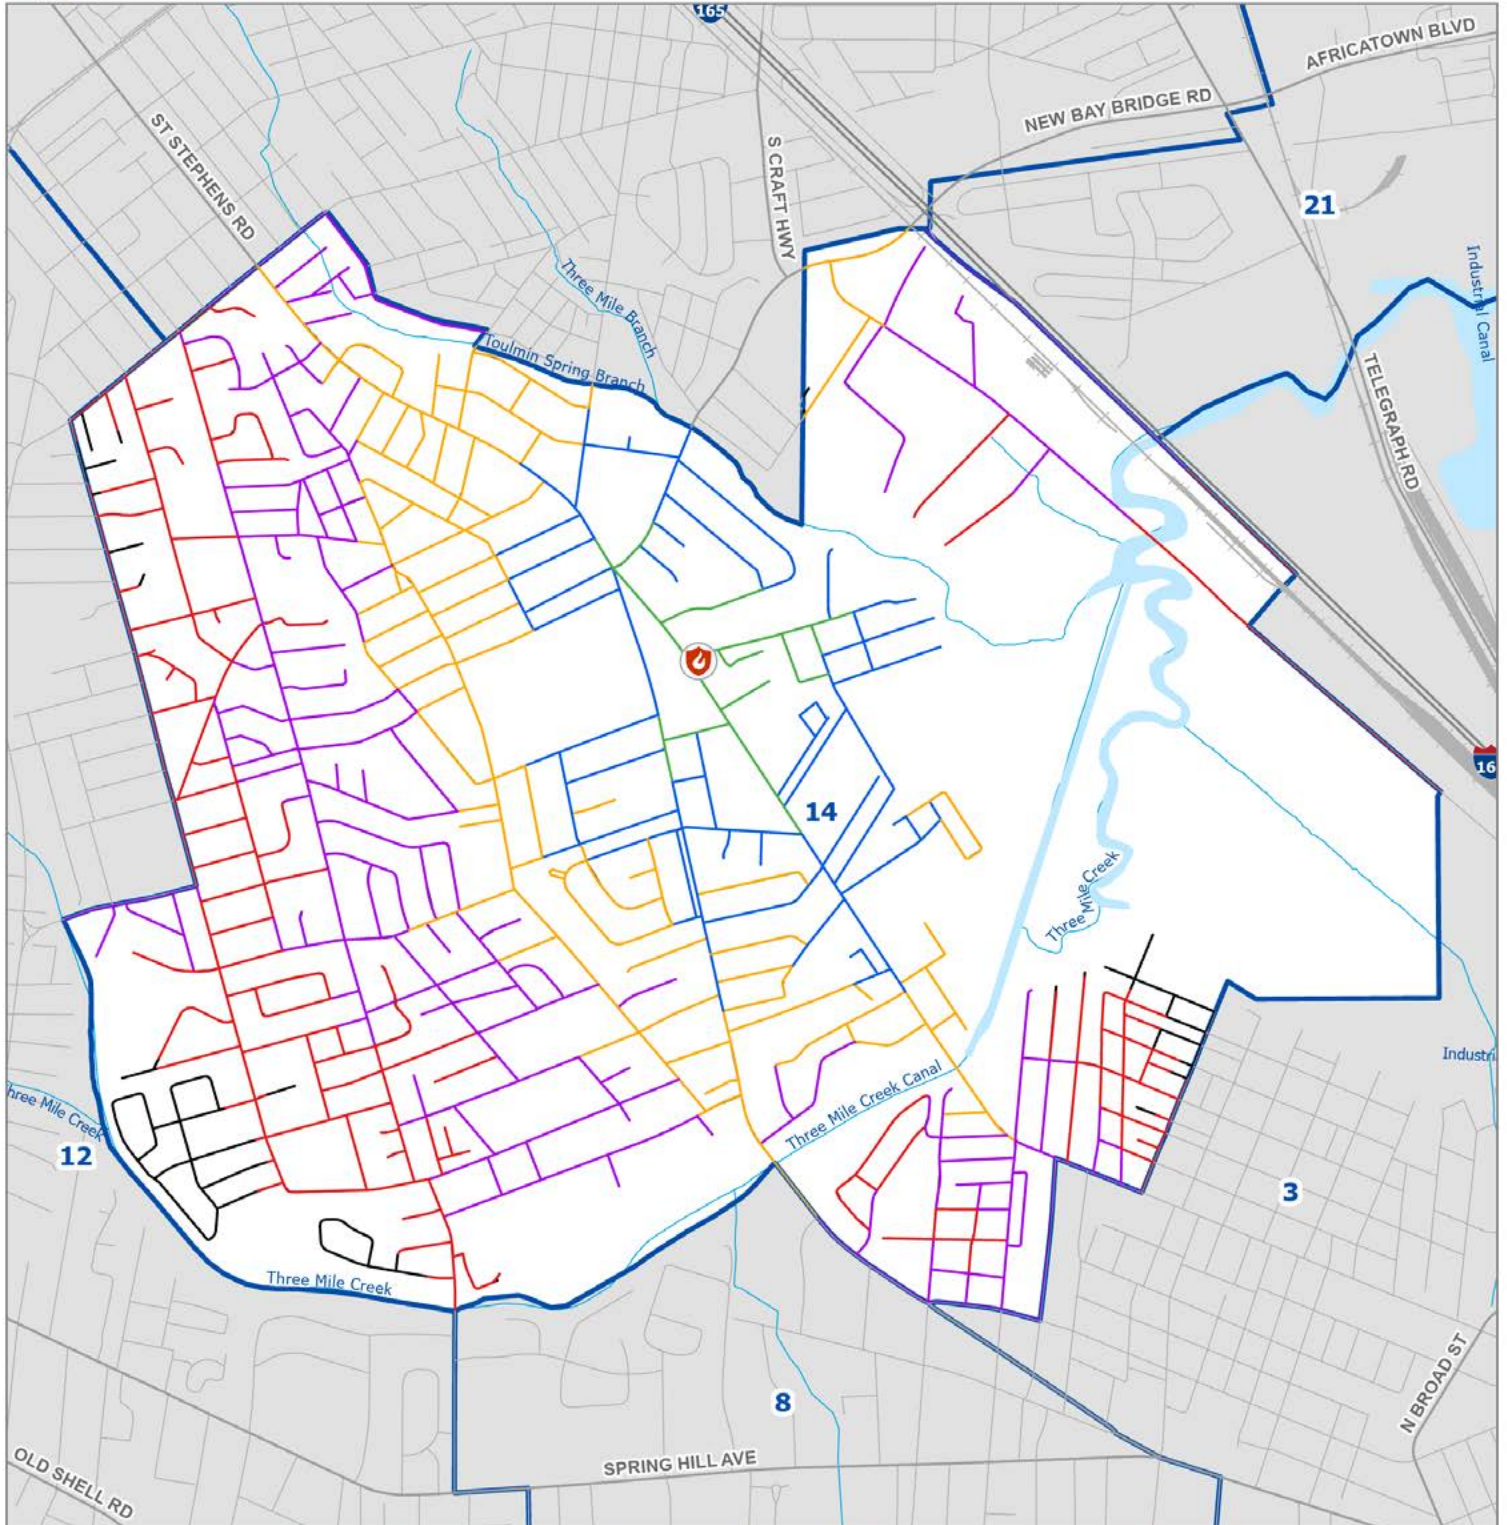 165
AFRICATOWN BLVD
NEW BAY BRIDGE RD
ST STEPHENS RD
S CRAFT HWY
21
Industrial Canal
Three Mile Branch
Toulmin Spring Branch
TELEGRAPH RD
16
14
Three Mile Creek
Industri
Three Mile Creek Canal
hree Mile Creek
12
3
Three Mile Creek
8
N BROAD ST
SPRING HILL AVE
OLD SHELL RD